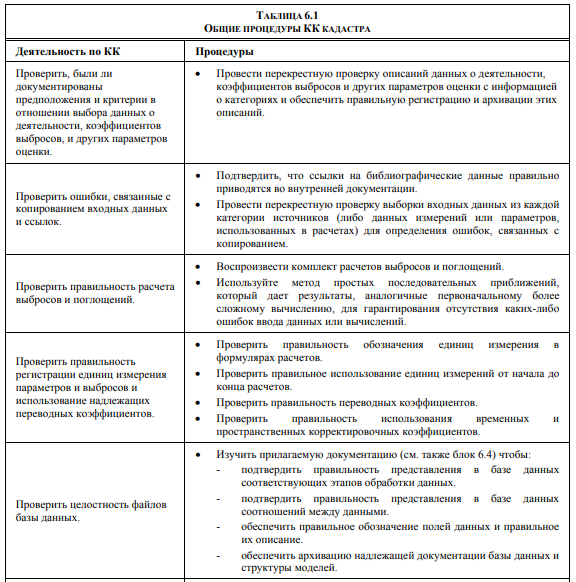 ТАБЛИЦА 6.1
ОБЩИЕ ПРОЦЕДУРЫ КК КАДАСТРА
Деятельность по КК
Процедуры
Проверить, были ли
документированы
предположения и критерии в
отношении выбора данных о
деятельности, коэффициентов
выбросов, и других параметров
оценки.
• Провести перекрестную проверку описаний данных о деятельности,
коэффициентов выбросов и других параметров оценки с информацией
о категориях и обеспечить правильную регистрацию и архивации этих
описаний.
Проверить ошибки, связанные с
копированием входных данных
и ссылок.
• Подтвердить, что ссылки на библиографические данные правильно
приводятся во внутренней документации.
• Провести перекрестную проверку выборки входных данных из каждой
категории источников (либо данных измерений или параметров,
использованных в расчетах) для определения ошибок, связанных с
копированием.
Проверить правильность расчета
выбросов и поглощений.
• Воспроизвести комплект расчетов выбросов и поглощений.
• Используйте метод простых последовательных приближений,
который дает результаты, аналогичные первоначальному более
сложному вычислению, для гарантирования отсутствия каких-либо
ошибок ввода данных или вычислений.
Проверить правильность
регистрации единиц измерения
параметров и выбросов и
использование надлежащих
переводных коэффициентов.
• Проверить правильность обозначения единиц измерения в
формулярах расчетов.
• Проверить правильное использование единиц измерения от начала до
конца расчетов.
• Проверить правильность переводных коэффициентов.
• Проверить правильность использования временных и
пространственных корректировочных коэффициентов.
Проверить целостность файлов
базы данных.
• Изучить прилагаемую документацию (см. также блок 6.4) чтобы:
- подтвердить правильность представления в базе данных
соответствующих этапов обработки данных.
- подтвердить правильность представления в базе данных
соотношений между данными.
- обеспечить правильное обозначение полей данных и правильное
их описание.
- обеспечить архивацию надлежащей документации базы данных и
структуры моделей.